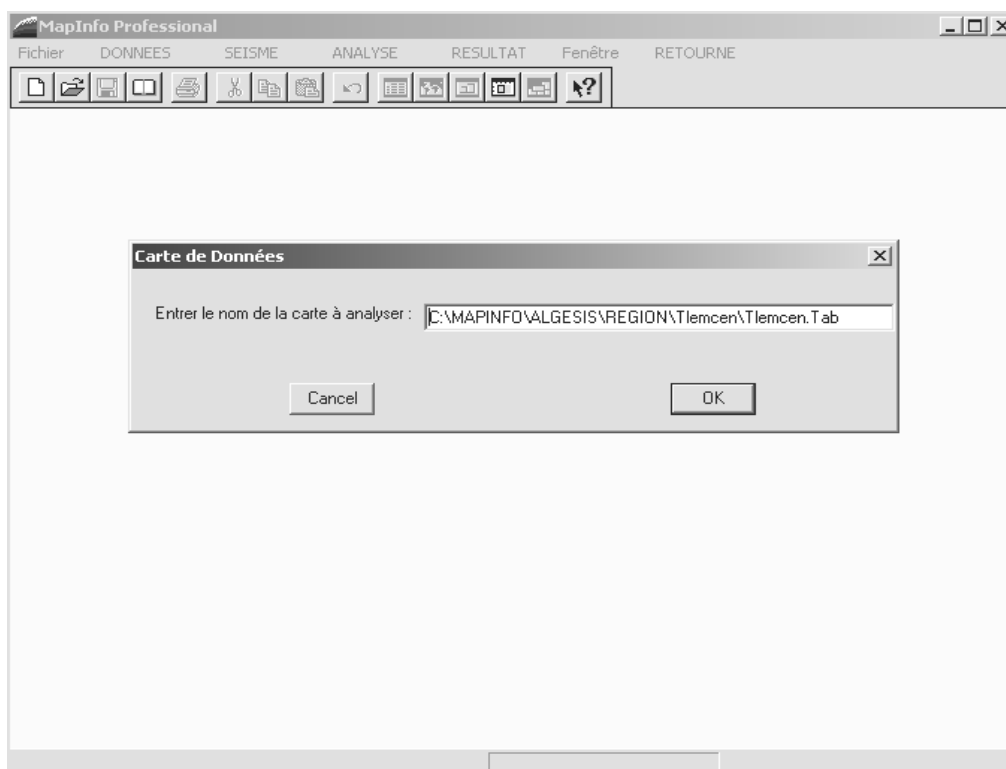 MapInfo Professional
Fichier DONNEES SEISME ANALYSE RESULTAT Fenêtre RETOURNE
Carte de Données
Entrer le nom de la carte à analyser : C:\MAPINFO\ALGESIS\REGION\Tlemcen\Tlemcen.Tab
Cancel OK